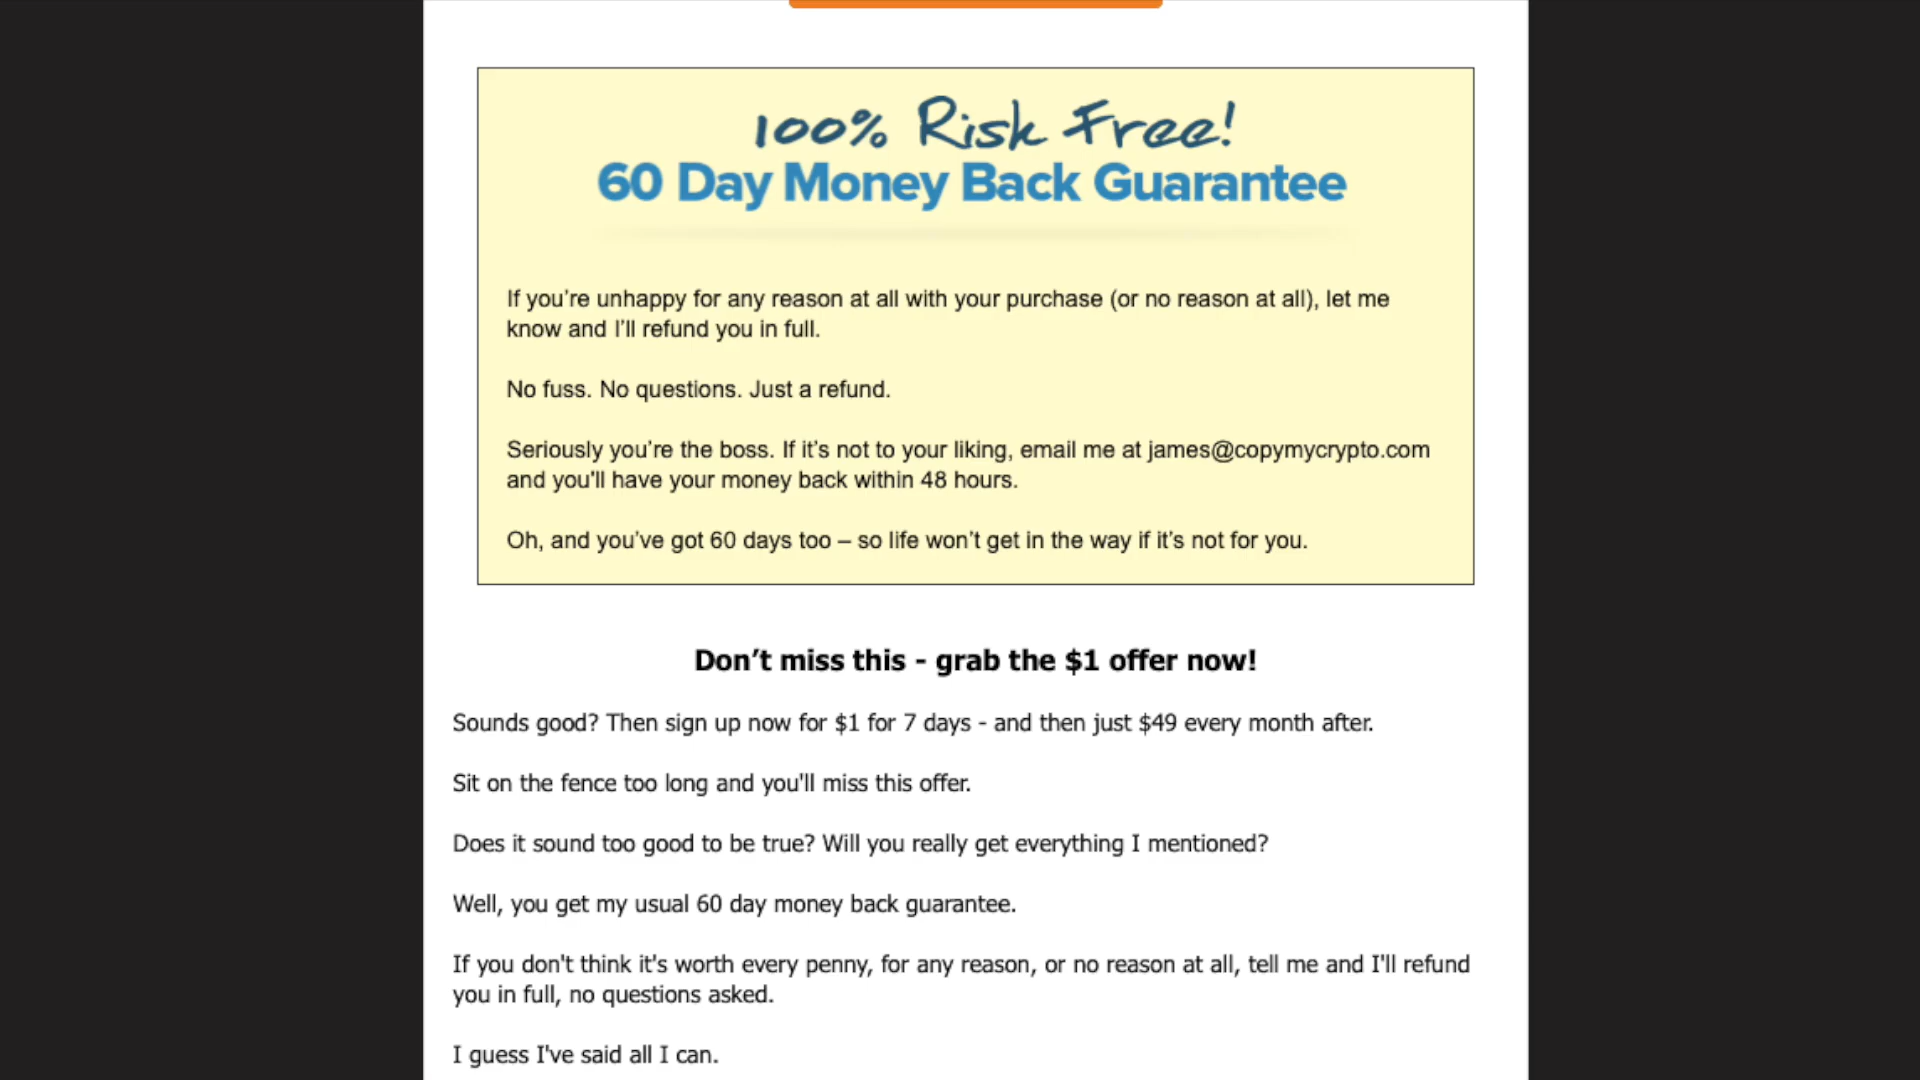 100% Risk Free!
60 Day Money Back Guarantee
If you’re unhappy for any reason at all with your purchase (or no reason at all), let me
know and I’ll refund you in full.
No fuss. No questions. Just a refund.
Seriously you’re the boss. If it’s not to your liking, email me at james@copymycrypto.com
and you'll have your money back within 48 hours.
Oh, and you’ve got 60 days too – so life won’t get in the way if it’s not for you.
Don’t miss this - grab the $1 offer now!
Sounds good? Then sign up now for $1 for 7 days - and then just $49 every month after.
Sit on the fence too long and you'll miss this offer.
Does it sound too good to be true? Will you really get everything I mentioned?
Well, you get my usual 60 day money back guarantee.
If you don't think it's worth every penny, for any reason, or no reason at all, tell me and I'll refund
you in full, no questions asked.
I guess I've said all I can.